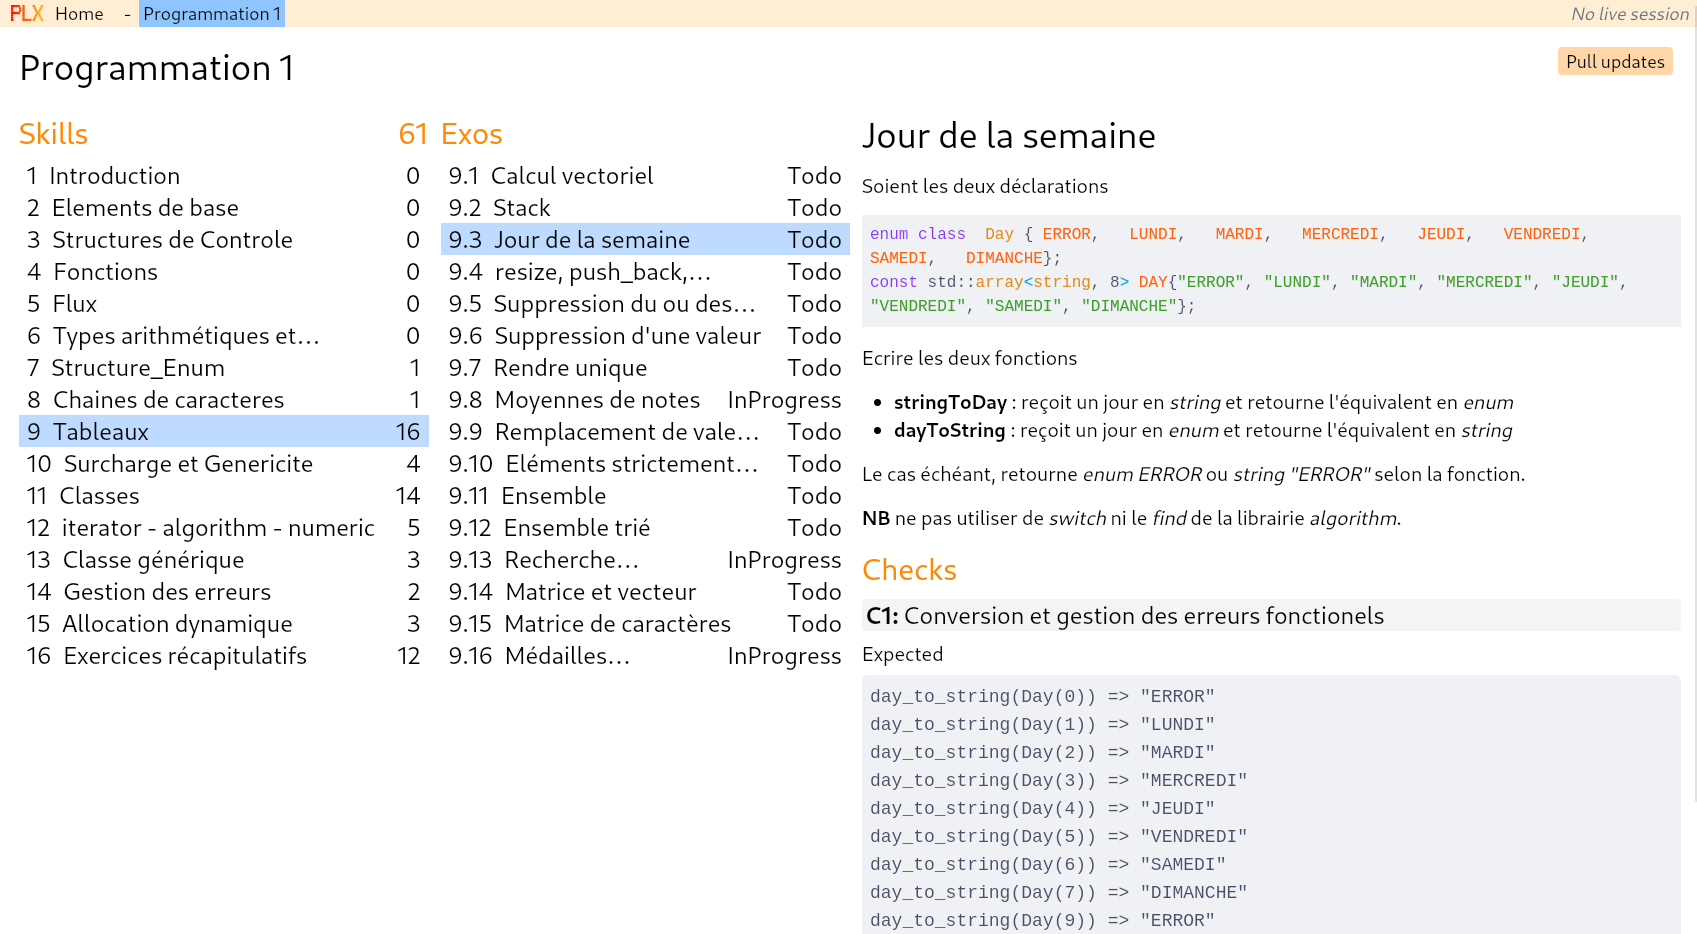 PLX Home - Programmation 1 No live session
Programmation 1
Pull updates
Skills 61
1 Introduction 0
2 Elements de base 0
3 Structures de Controle 0
4 Fonctions 0
5 Flux 0
6 Types arithmétiques et... 0
7 Structure_Enum 1
8 Chaines de caracteres 1
9 Tableaux 16
10 Surcharge et Genericite 4
11 Classes 14
12 iterator - algorithm - numeric 5
13 Classe générique 3
14 Gestion des erreurs 2
15 Allocation dynamique 3
16 Exercices récapitulatifs 12
Exos
9.1 Calcul vectoriel Todo
9.2 Stack Todo
9.3 Jour de la semaine Todo
9.4 resize, push_back,... Todo
9.5 Suppression du ou des... Todo
9.6 Suppression d'une valeur Todo
9.7 Rendre unique Todo
9.8 Moyennes de notes InProgress
9.9 Remplacement de vale... Todo
9.10 Eléments strictement... Todo
9.11 Ensemble Todo
9.12 Ensemble trié Todo
9.13 Recherche... InProgress
9.14 Matrice et vecteur Todo
9.15 Matrice de caractères Todo
9.16 Médailles... InProgress
Jour de la semaine
Soient les deux déclarations
enum class  Day { ERROR,   LUNDI,   MARDI,   MERCREDI,   JEUDI,   VENDREDI,
SAMEDI,   DIMANCHE};
const std::array<string, 8> DAY{"ERROR", "LUNDI", "MARDI", "MERCREDI", "JEUDI",
"VENDREDI", "SAMEDI", "DIMANCHE"};
Ecrire les deux fonctions
• stringToDay : reçoit un jour en string et retourne l'équivalent en enum
• dayToString : reçoit un jour en enum et retourne l'équivalent en string
Le cas échéant, retourne enum ERROR ou string "ERROR" selon la fonction.
NB ne pas utiliser de switch ni le find de la librairie algorithm.
Checks
C1: Conversion et gestion des erreurs fonctionels
Expected
day_to_string(Day(0)) => "ERROR"
day_to_string(Day(1)) => "LUNDI"
day_to_string(Day(2)) => "MARDI"
day_to_string(Day(3)) => "MERCREDI"
day_to_string(Day(4)) => "JEUDI"
day_to_string(Day(5)) => "VENDREDI"
day_to_string(Day(6)) => "SAMEDI"
day_to_string(Day(7)) => "DIMANCHE"
day_to_string(Day(9)) => "ERROR"